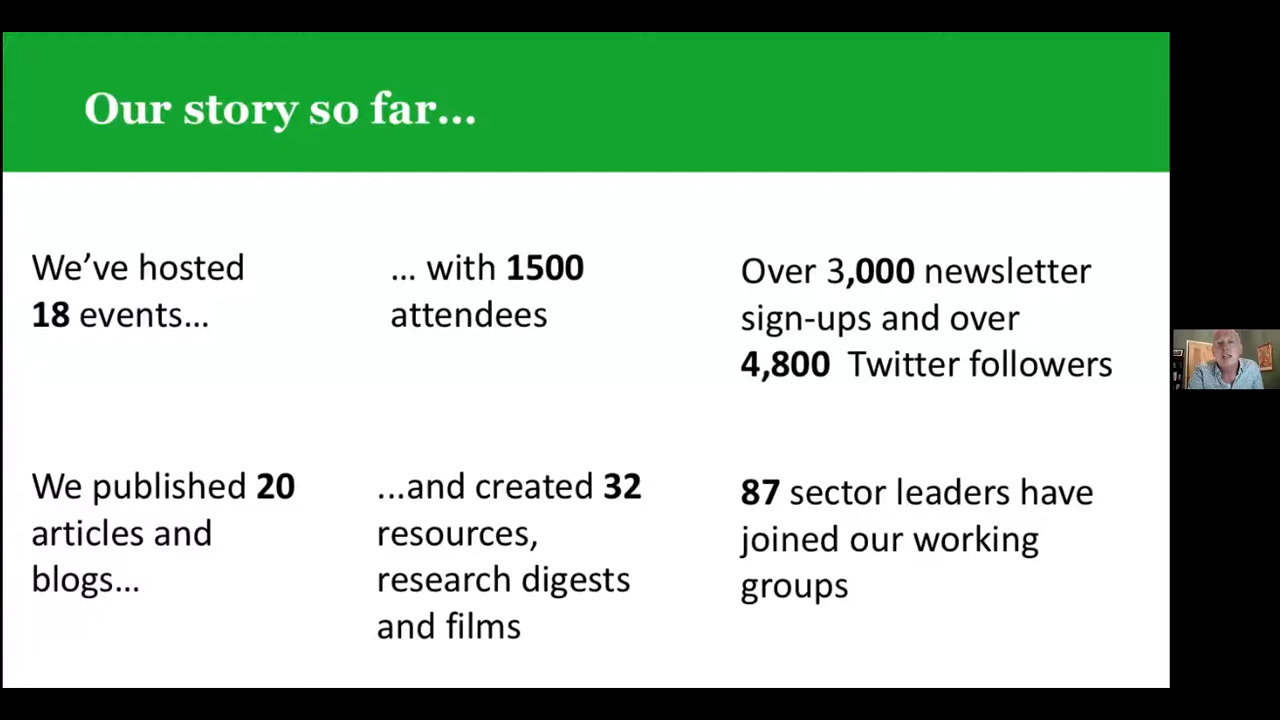 Our story so far...
We’ve hosted
18 events…
… with 1500
attendees
Over 3,000 newsletter
sign-ups and over
4,800 Twitter followers
We published 20
articles and
blogs…
...and created 32
resources,
research digests
and films
87 sector leaders have
joined our working
groups